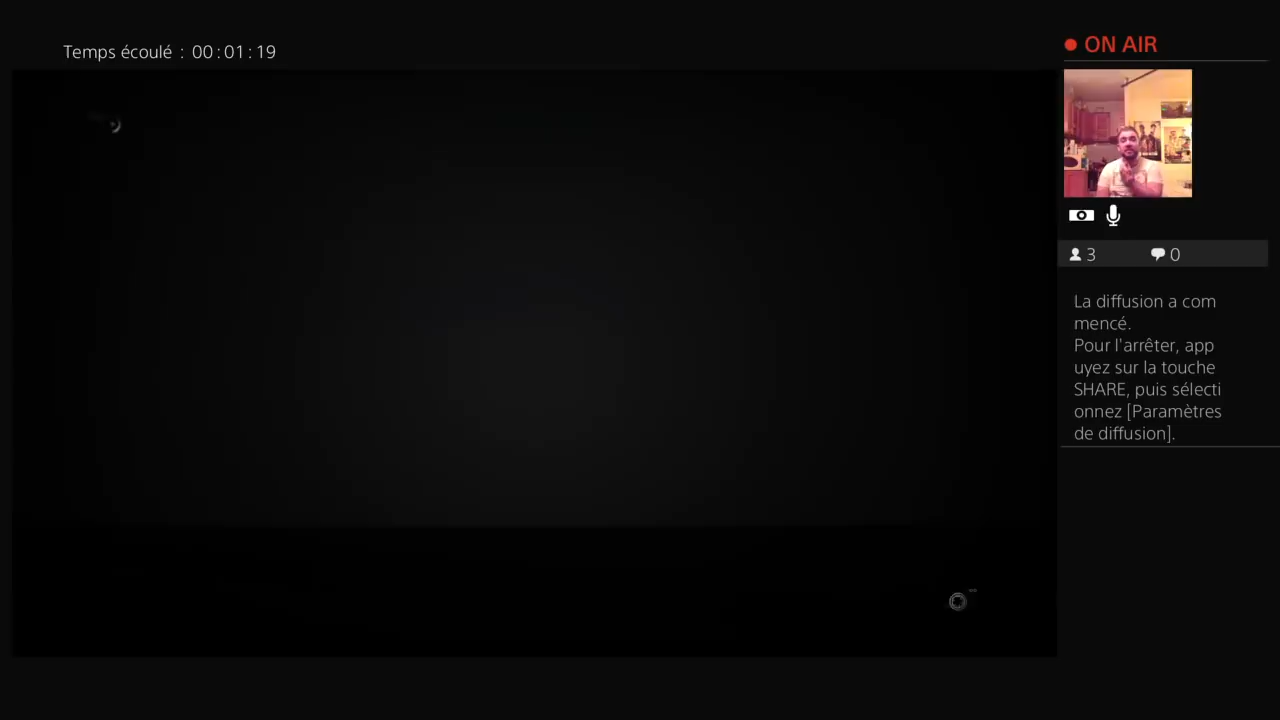 Temps écoulé : 00:01:19
ON AIR
3 0
La diffusion a com
mencé.
Pour l'arrêter, app
uyez sur la touche
SHARE, puis sélecti
onnez [Paramètres
de diffusion].